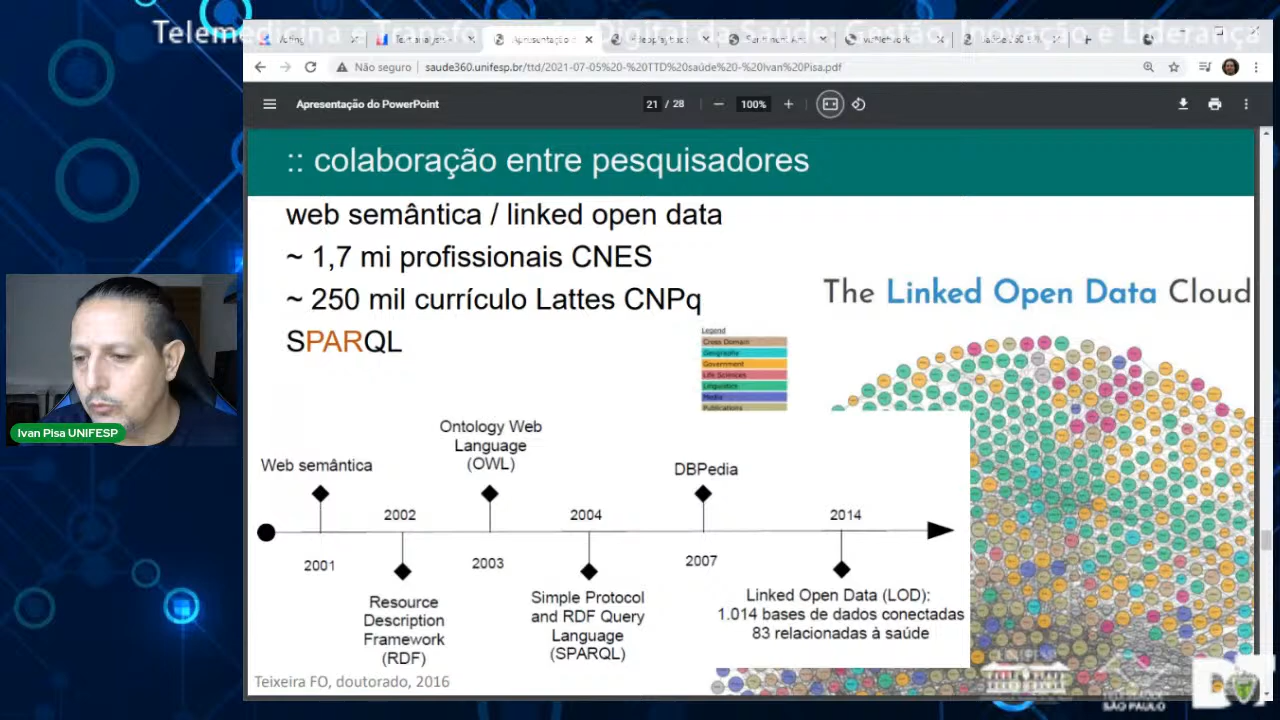 Telemedicina e Transformação Digital da Saúde: Gestão, Inovação e Liderança
Não seguro
saude360.unifesp.br/ttd/2021-07-05%20-%20TTD%20saúde%20-%20Ivan%20Pisa.pdf
Apresentação do PowerPoint
21 / 28
100%
:: colaboração entre pesquisadores
web semântica / linked open data
~ 1,7 mi profissionais CNES
~ 250 mil currículo Lattes CNPq
SPARQL
The Linked Open Data Cloud
Legend
Cross Domain
Geography
Government
Life Sciences
Linguistics
Media
Publications
Ivan Pisa UNIFESP
Web semântica
2001
2002
Resource
Description
Framework
(RDF)
Ontology Web
Language
(OWL)
2003
2004
Simple Protocol
and RDF Query
Language
(SPARQL)
DBPedia
2007
2014
Linked Open Data (LOD):
1.014 bases de dados conectadas
83 relacionadas à saúde
Teixeira FO, doutorado, 2016
SÃO PAULO